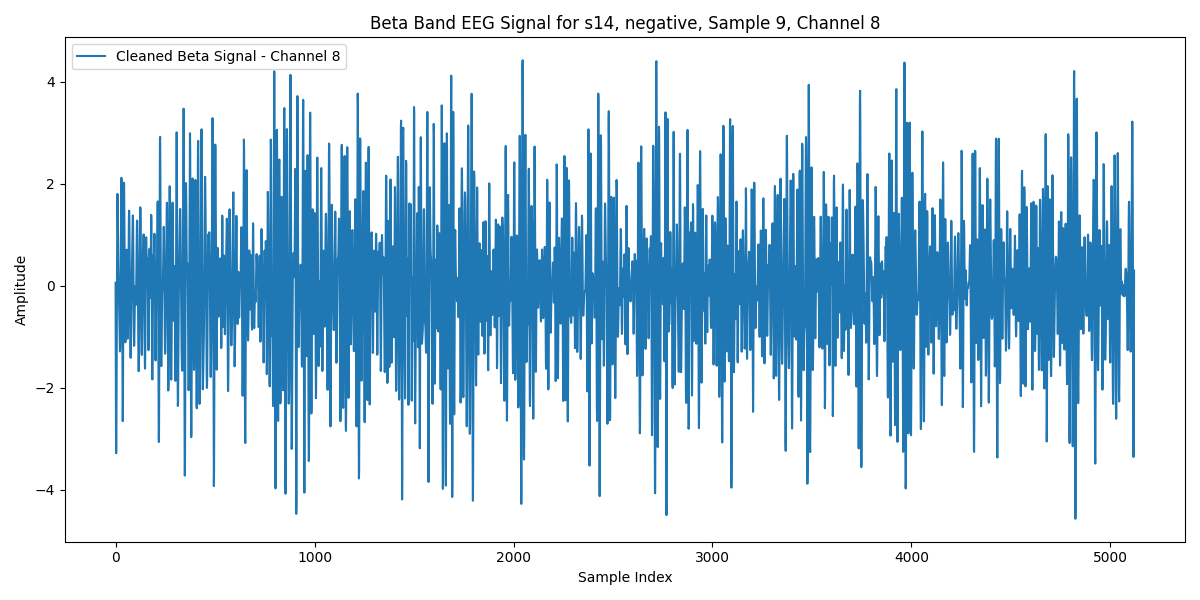 Beta Band EEG Signal for s14, negative, Sample 9, Channel 8
Cleaned Beta Signal - Channel 8
Amplitude
4
2
0
−2
−4
0 1000 2000 3000 4000 5000
Sample Index